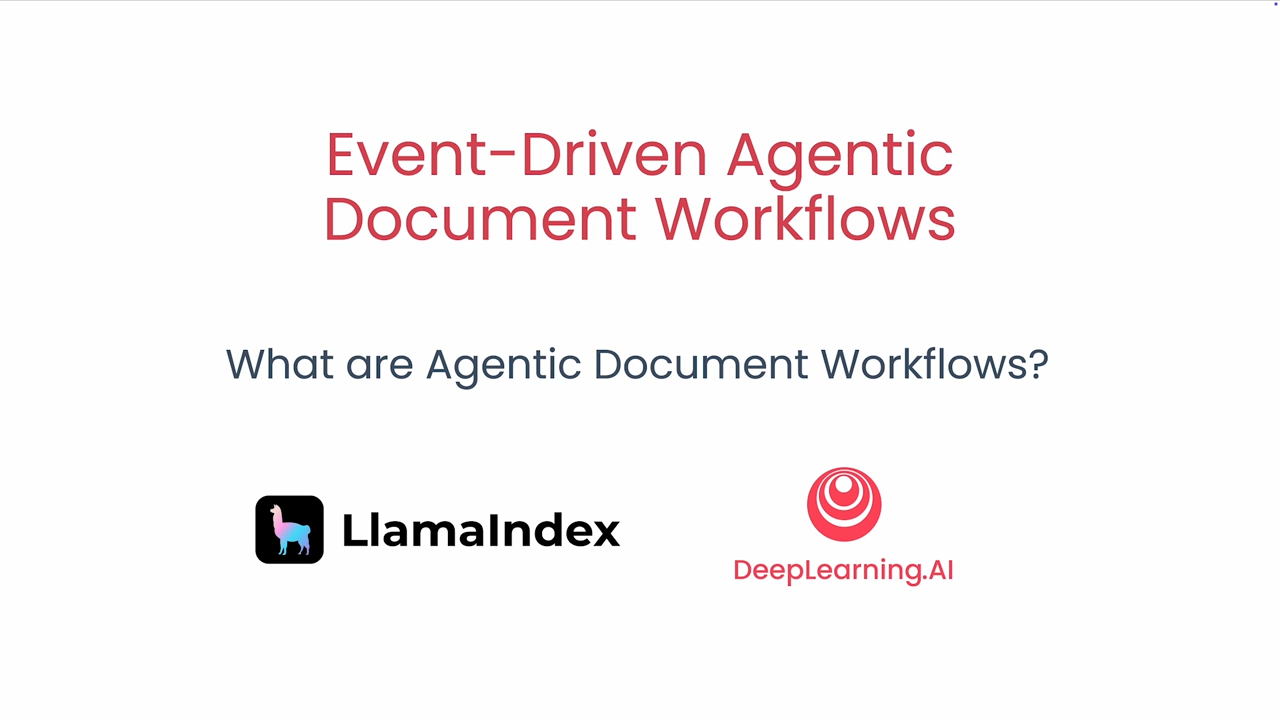 Event-Driven Agentic
Document Workflows
What are Agentic Document Workflows?
LlamaIndex
DeepLearning.AI